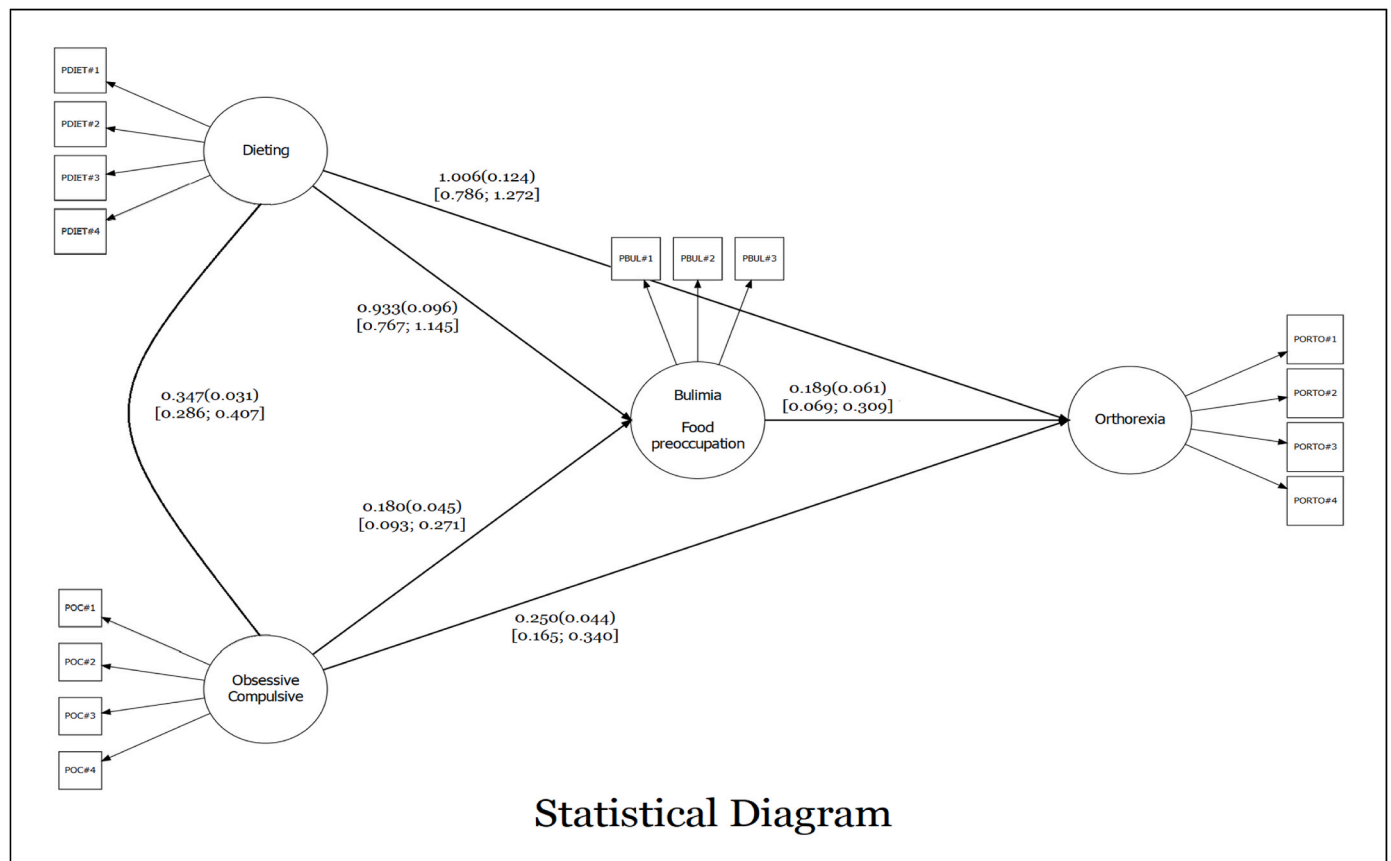 PDIET#1
PDIET#2
PDIET#3
PDIET#4
Dieting
1.006(0.124)
[0.786; 1.272]
PBUL#1
PBUL#2
PBUL#3
0.933(0.096)
[0.767; 1.145]
0.347(0.031)
[0.286; 0.407]
Bulimia
Food
preoccupation
0.189(0.061)
[0.069; 0.309]
Orthorexia
PORTO#1
PORTO#2
PORTO#3
PORTO#4
0.180(0.045)
[0.093; 0.271]
0.250(0.044)
[0.165; 0.340]
POC#1
POC#2
POC#3
POC#4
Obsessive
Compulsive
Statistical Diagram